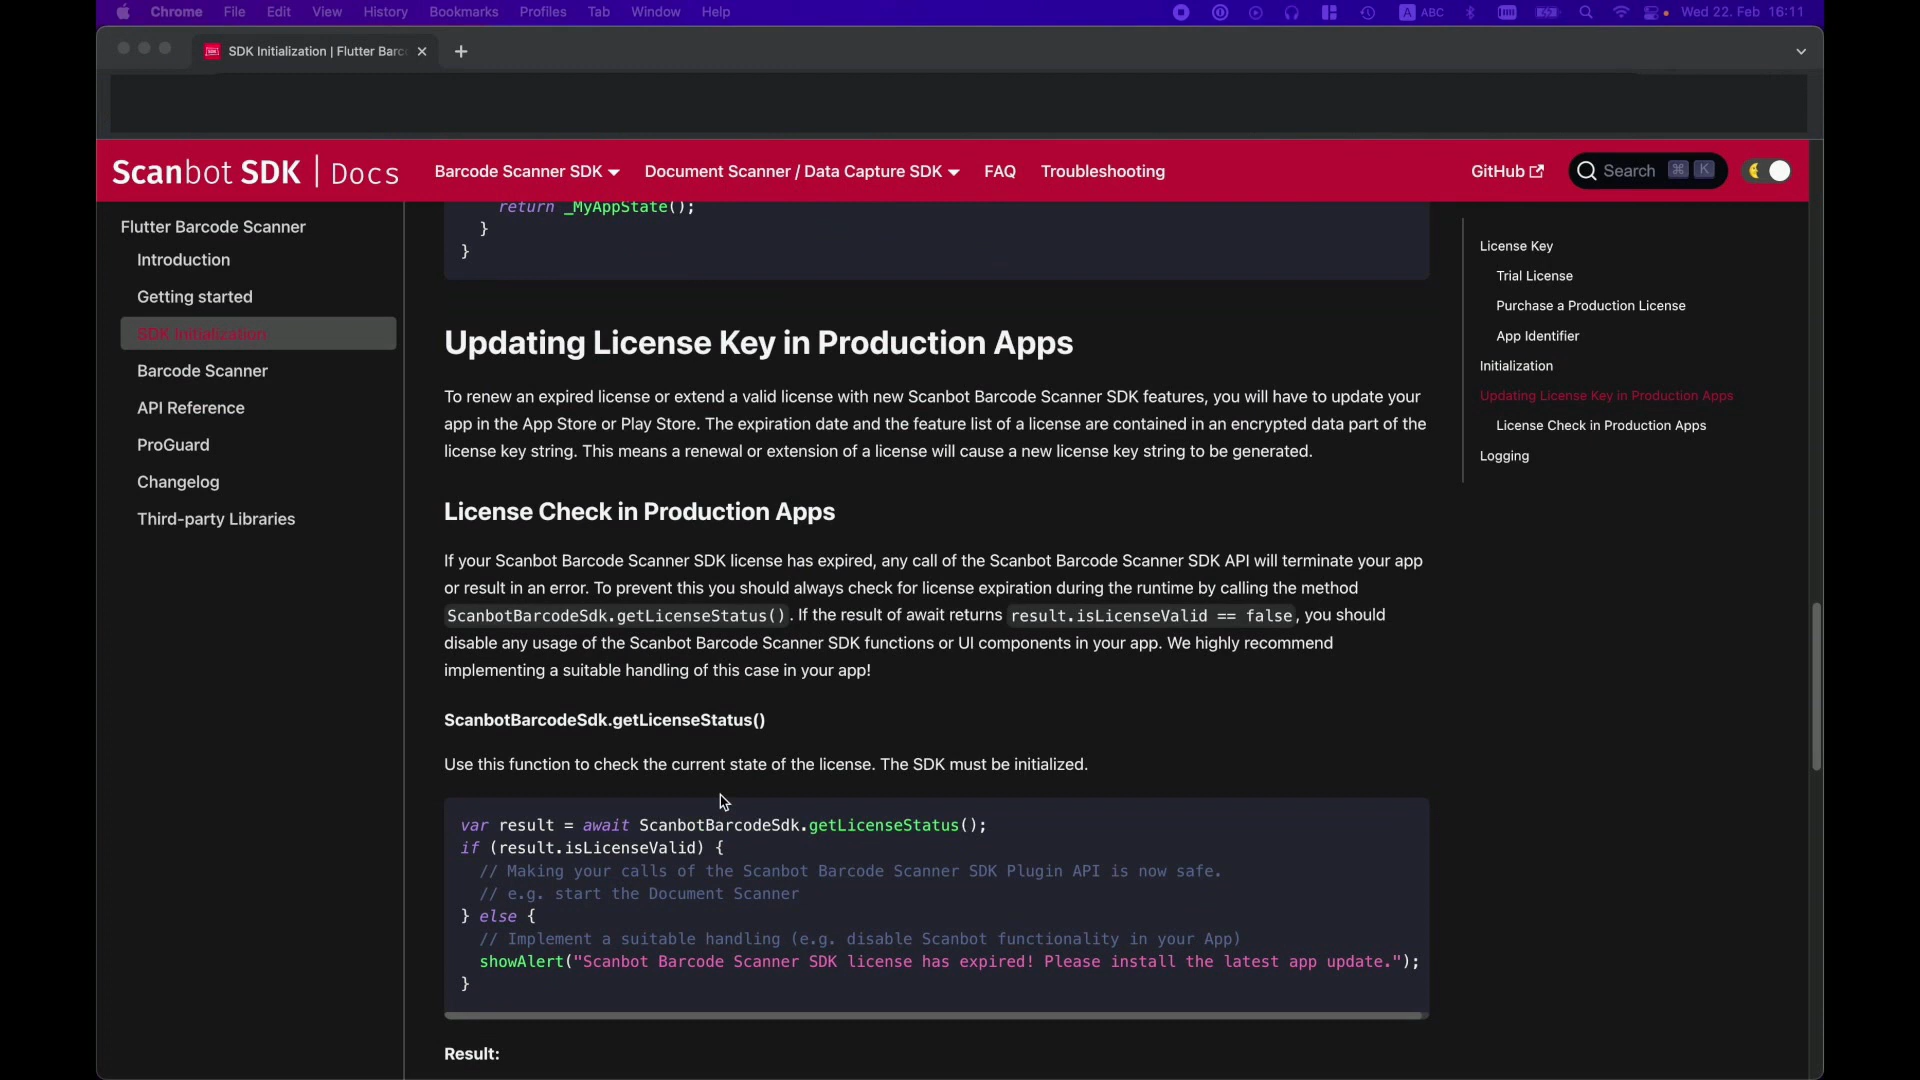 Chrome File Edit View History Bookmarks Profiles Tab Window Help A ABC Wed 22. Feb 16:11
SDK Initialization | Flutter Barc
Scanbot SDK | Docs Barcode Scanner SDK Document Scanner / Data Capture SDK FAQ Troubleshooting GitHub Search ⌘ K
Flutter Barcode Scanner
Introduction
Getting started
SDK Initialization
Barcode Scanner
API Reference
ProGuard
Changelog
Third-party Libraries
return _MyAppState();
}
}
Updating License Key in Production Apps
To renew an expired license or extend a valid license with new Scanbot Barcode Scanner SDK features, you will have to update your
app in the App Store or Play Store. The expiration date and the feature list of a license are contained in an encrypted data part of the
license key string. This means a renewal or extension of a license will cause a new license key string to be generated.
License Check in Production Apps
If your Scanbot Barcode Scanner SDK license has expired, any call of the Scanbot Barcode Scanner SDK API will terminate your app
or result in an error. To prevent this you should always check for license expiration during the runtime by calling the method
ScanbotBarcodeSdk.getLicenseStatus() . If the result of await returns result.isLicenseValid == false , you should
disable any usage of the Scanbot Barcode Scanner SDK functions or UI components in your app. We highly recommend
implementing a suitable handling of this case in your app!
ScanbotBarcodeSdk.getLicenseStatus()
Use this function to check the current state of the license. The SDK must be initialized.
var result = await ScanbotBarcodeSdk.getLicenseStatus();
if (result.isLicenseValid) {
// Making your calls of the Scanbot Barcode Scanner SDK Plugin API is now safe.
// e.g. start the Document Scanner
} else {
// Implement a suitable handling (e.g. disable Scanbot functionality in your App)
showAlert("Scanbot Barcode Scanner SDK license has expired! Please install the latest app update.");
}
Result:
License Key
Trial License
Purchase a Production License
App Identifier
Initialization
Updating License Key in Production Apps
License Check in Production Apps
Logging